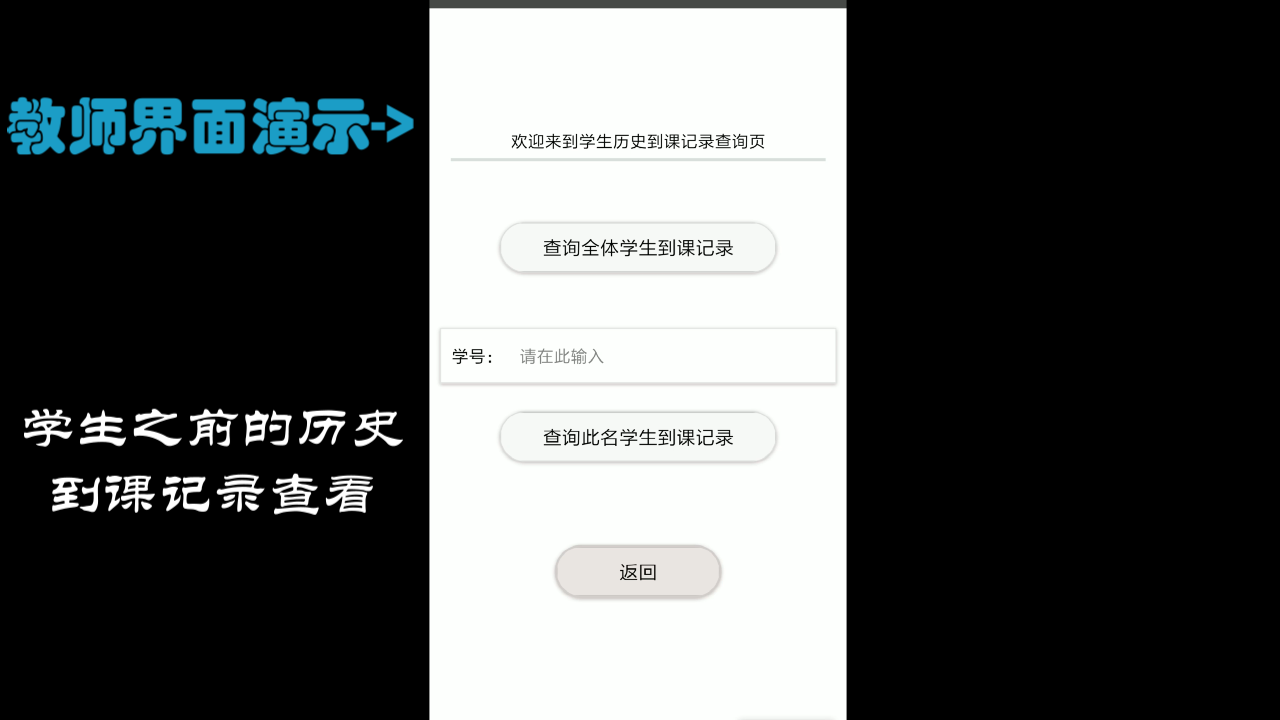 教师界面演示->
学生之前的历史
到课记录查看
欢迎来到学生历史到课记录查询页
查询全体学生到课记录
学号： 请在此输入
查询此名学生到课记录
返回